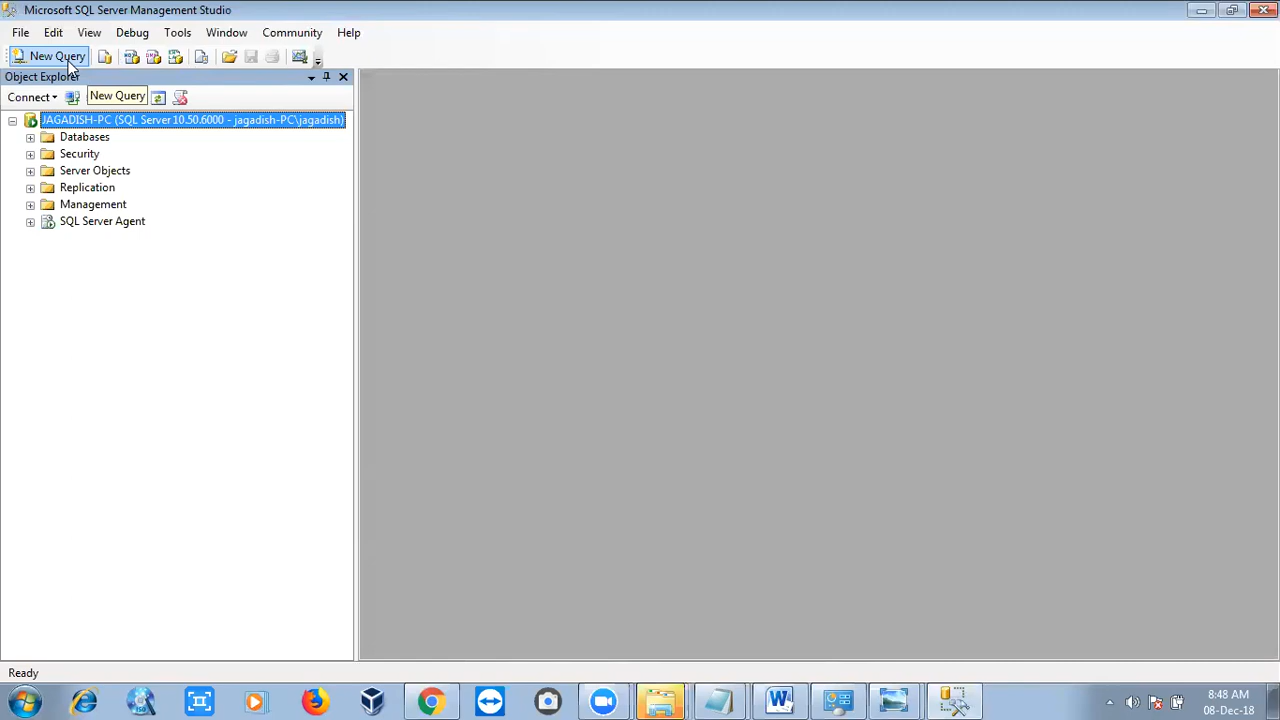 Microsoft SQL Server Management Studio
File Edit View Debug Tools Window Community Help
New Query
Object Explorer
Connect New Query
JAGADISH-PC (SQL Server 10.50.6000 - jagadish-PC\jagadish)
Databases
Security
Server Objects
Replication
Management
SQL Server Agent
Ready
8:48 AM
08-Dec-18